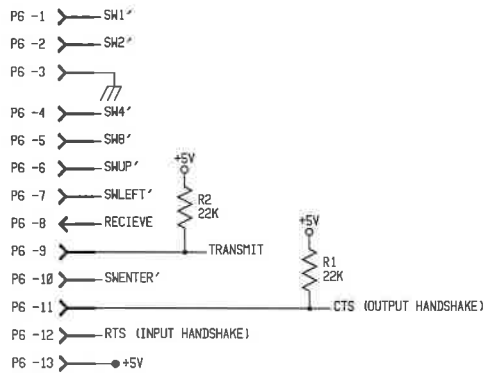 P6 -1 SW1'
P6 -2 SW2'
P6 -3
P6 -4 SW4'
P6 -5 SW8'
P6 -6 SWUP'
+5V
P6 -7 SWLEFT'
R2
22K
P6 -8 RECIEVE
+5V
P6 -9 TRANSMIT
R1
22K
P6 -10 SWENTER'
P6 -11 CTS (OUTPUT HANDSHAKE)
P6 -12 RTS (INPUT HANDSHAKE)
P6 -13 +5V